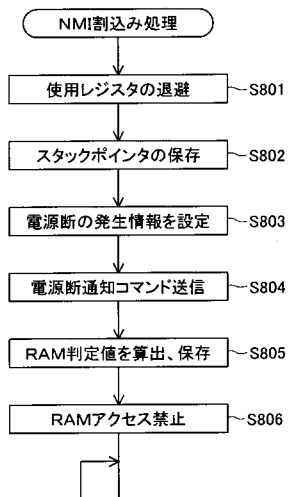 NMI割込み処理
使用レジスタの退避
S801
スタックポインタの保存
S802
電源断の発生情報を設定
S803
電源断通知コマンド送信
S804
RAM判定値を算出、保存
S805
RAMアクセス禁止
S806